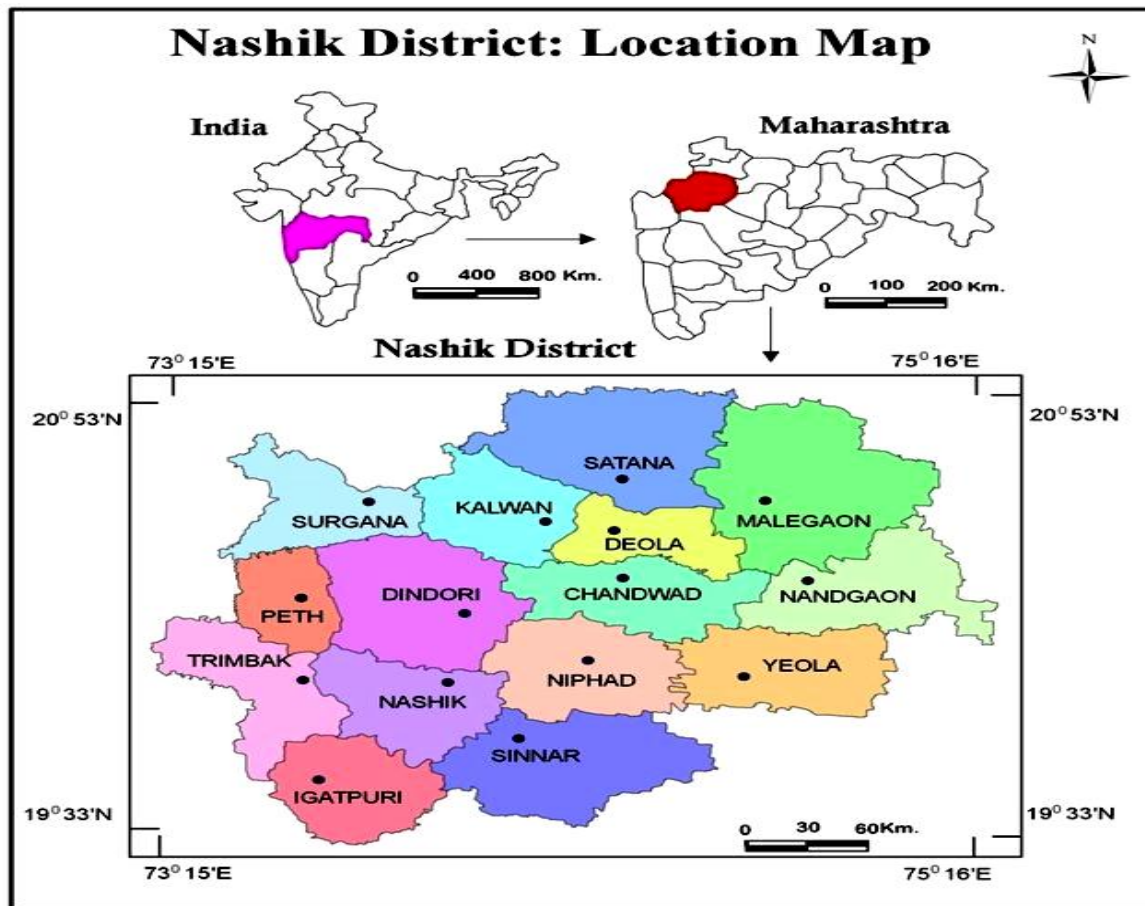 Nashik District: Location Map
N
India
Maharashtra
0 400 800 Km.
0 100 200 Km.
Nashik District
73° 15'E
75° 16'E
20° 53'N
20° 53'N
SATANA
KALWAN
SURGANA
MALEGAON
DEOLA
DINDORI
CHANDWAD
NANDGAON
PETH
TRIMBAK
YEOLA
NIPHAD
NASHIK
SINNAR
IGATPURI
19° 33'N
19° 33'N
0 30 60Km.
73° 15'E
75° 16'E